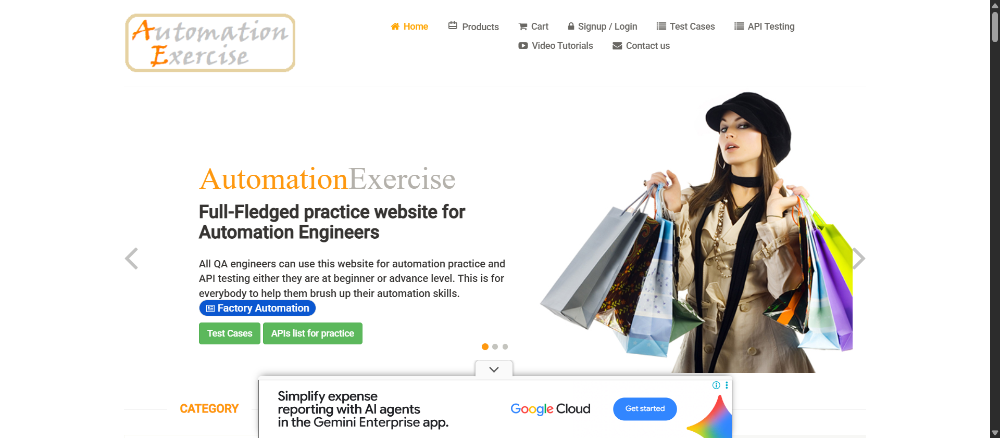 Automation
Exercise
Home
Products
Cart
Signup / Login
Test Cases
API Testing
Video Tutorials
Contact us
AutomationExercise
Full-Fledged practice website for
Automation Engineers
All QA engineers can use this website for automation practice and
API testing either they are at beginner or advance level. This is for
everybody to help them brush up their automation skills.
Factory Automation
Test Cases
APIs list for practice
CATEGORY
Simplify expense
reporting with AI agents
in the Gemini Enterprise app.
Google Cloud
Get started